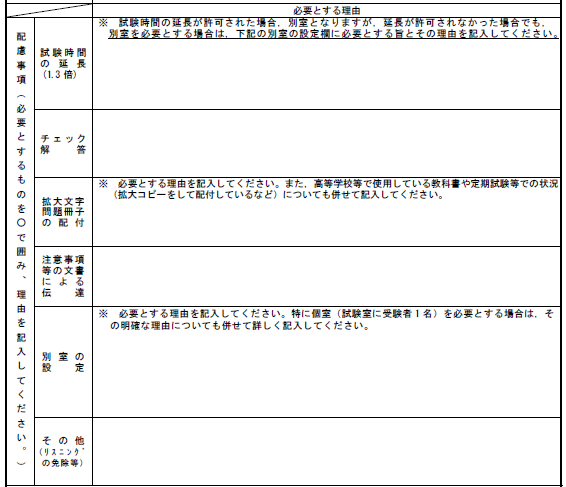 必要とする理由
配慮事項（必要とするものを〇で囲み、理由を記入してください。）
試験時間
の延長
(1.3倍)
※　試験時間の延長が許可された場合，別室となりますが，延長が許可されなかった場合でも，
別室を必要とする場合は，下記の別室の設定欄に必要とする旨とその理由を記入してください。
チェック
解答
拡大文字
問題冊子
の配付
※　必要とする理由を記入してください。また，高等学校等で使用している教科書や定期試験等での状況
（拡大コピーをして配付しているなど）についても併せて記入してください。
注意事項
等の文書
による
伝達
別室の
設定
※　必要とする理由を記入してください。特に個室（試験室に受験者１名）を必要とする場合は，そ
の明確な理由についても併せて詳しく記入してください。
その他
(ﾘｽﾆﾝｸﾞ
の免除等)